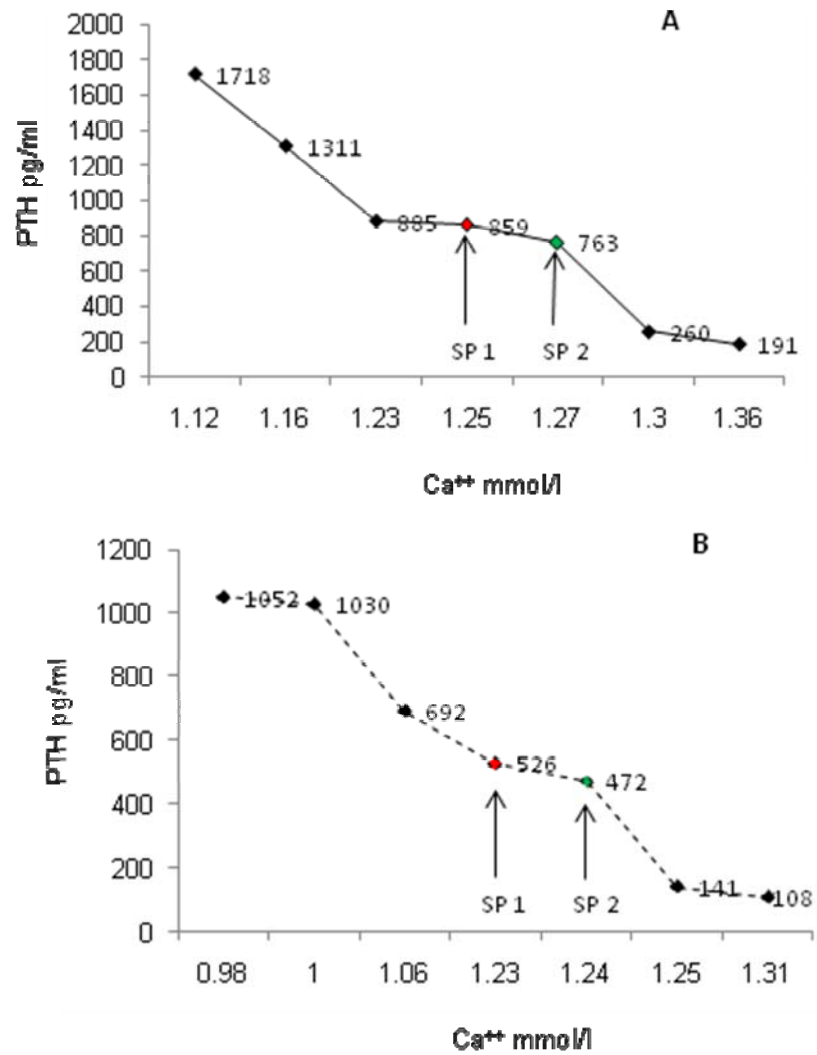 A
2000
1800
1600
1400
1200
1000
800
600
400
200
0
PTH pg/ml
1718
1311
885
859
763
260
191
SP 1
SP 2
1.12 1.16 1.23 1.25 1.27 1.3 1.36
Ca++ mmol/l
B
1200
1000
800
600
400
200
0
PTH pg/ml
1052
1030
692
526
472
141
108
SP 1
SP 2
0.98 1 1.06 1.23 1.24 1.25 1.31
Ca++ mmol/l